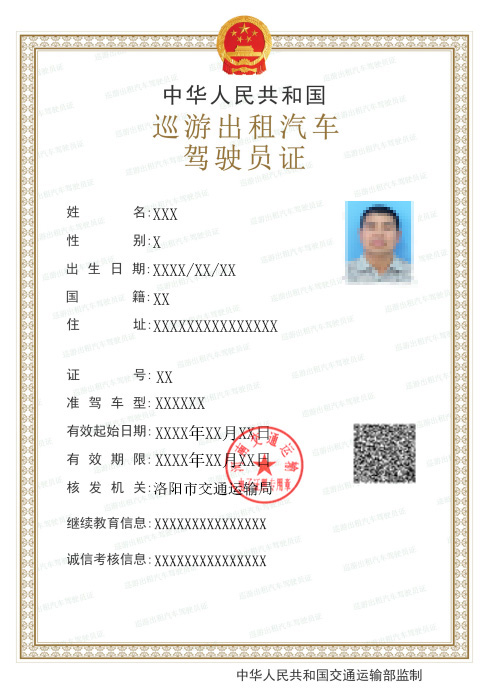 中华人民共和国
巡游出租汽车
驾驶员证
姓 名:XXX
性 别:X
出 生 日 期:XXXX/XX/XX
国 籍:XX
住 址:XXXXXXXXXXXXXXX
证 号:XX
准 驾 车 型:XXXXXX
有效起始日期:XXXX年XX月XX日
有 效 期 限:XXXX年XX月XX日
核 发 机 关:洛阳市交通运输局
继续教育信息:XXXXXXXXXXXXXXX
诚信考核信息:XXXXXXXXXXXXXXX
中华人民共和国交通运输部监制